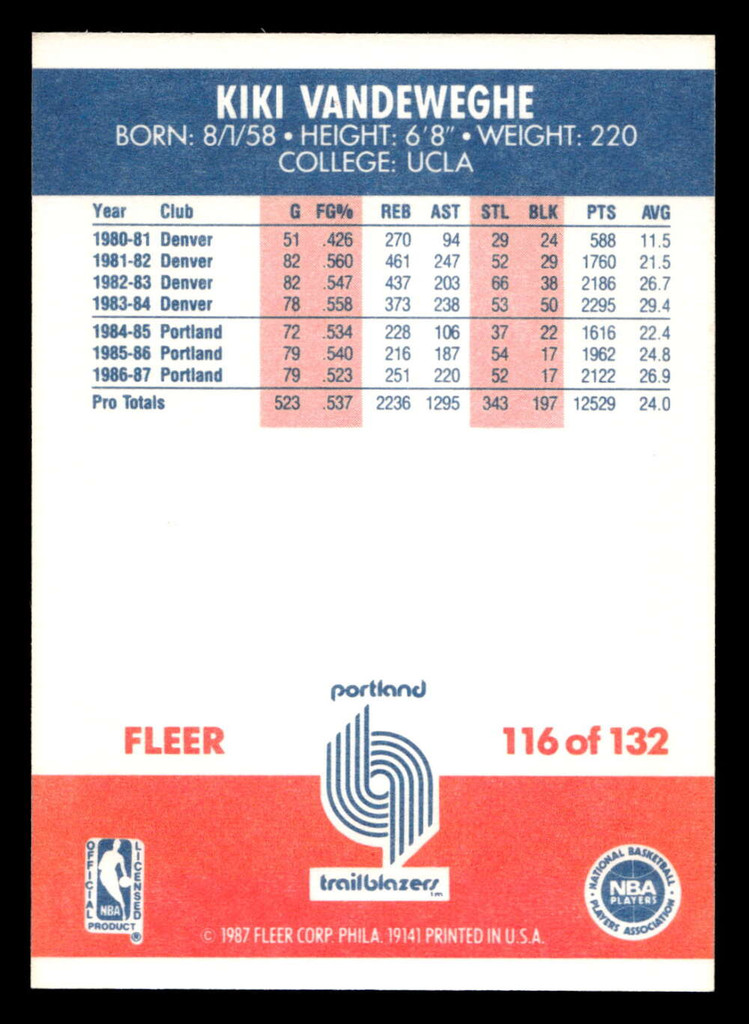 KIKI VANDEWEGHE
BORN: 8/1/58 • HEIGHT: 6'8" • WEIGHT: 220
COLLEGE: UCLA
Year Club G FG% REB AST STL BLK PTS AVG
1980-81 Denver 51 .426 270 94 29 24 588 11.5
1981-82 Denver 82 .560 461 247 52 29 1760 21.5
1982-83 Denver 82 .547 437 203 66 38 2186 26.7
1983-84 Denver 78 .558 373 238 53 50 2295 29.4
1984-85 Portland 72 .534 228 106 37 22 1616 22.4
1985-86 Portland 79 .540 216 187 54 17 1962 24.8
1986-87 Portland 79 .523 251 220 52 17 2122 26.9
Pro Totals 523 .537 2236 1295 343 197 12529 24.0
portland
FLEER
116 of 132
trailblazers
TM
OFFICIAL
LICENSED
NBA
PRODUCT
®
NATIONAL BASKETBALL
NBA
PLAYERS
PLAYERS ASSOCIATION
© 1987 FLEER CORP. PHILA. 19141 PRINTED IN U.S.A.